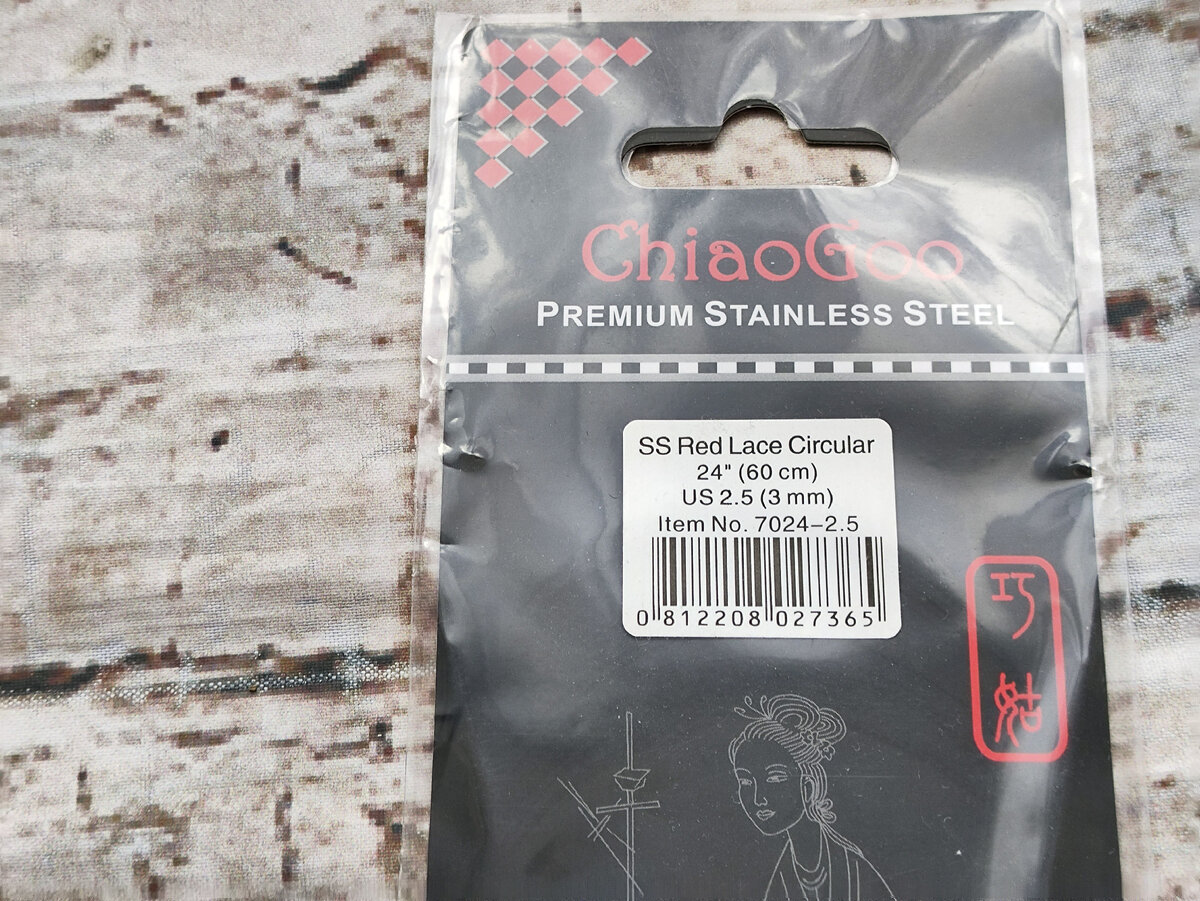 ChiaoGoo
PREMIUM STAINLESS STEEL
SS Red Lace Circular
24" (60 cm)
US 2.5 (3 mm)
Item No. 7024-2.5
0 812208 027365
巧
姑